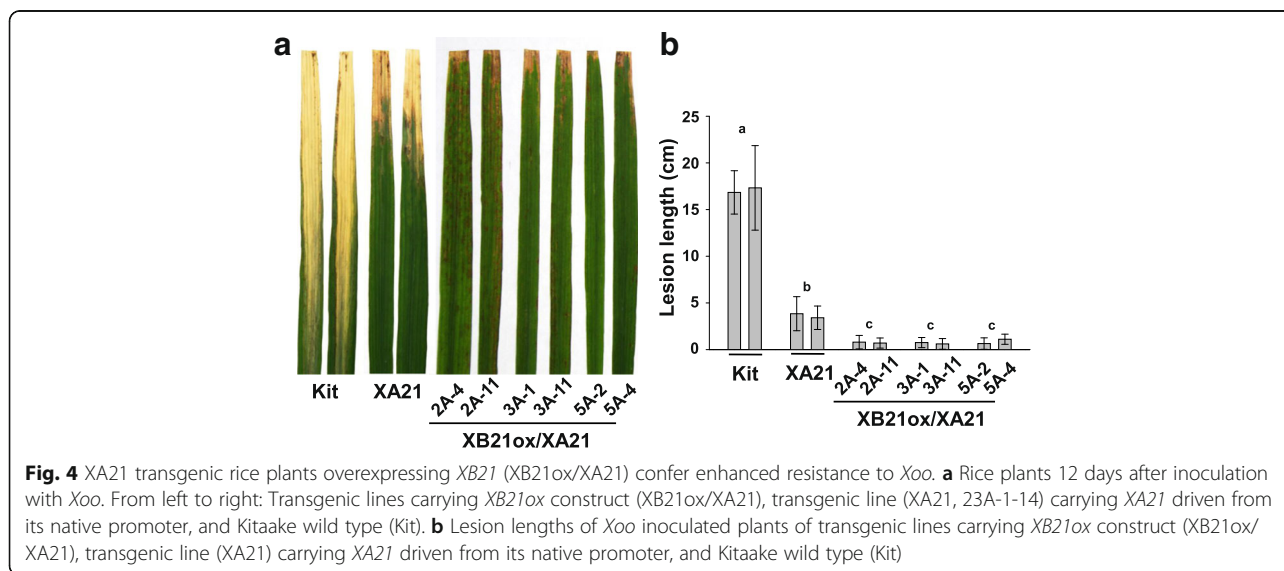 a
b
Kit
XA21
2A-4
2A-11
3A-1
3A-11
5A-2
5A-4
XB21ox/XA21
Lesion length (cm)
25
20
15
10
5
0
a
b
c
c
c
Kit
XA21
2A-4
2A-11
3A-1
3A-11
5A-2
5A-4
XB21ox/XA21
Fig. 4 XA21 transgenic rice plants overexpressing XB21 (XB21ox/XA21) confer enhanced resistance to Xoo. a Rice plants 12 days after inoculation
with Xoo. From left to right: Transgenic lines carrying XB21ox construct (XB21ox/XA21), transgenic line (XA21, 23A-1-14) carrying XA21 driven from
its native promoter, and Kitaake wild type (Kit). b Lesion lengths of Xoo inoculated plants of transgenic lines carrying XB21ox construct (XB21ox/
XA21), transgenic line (XA21) carrying XA21 driven from its native promoter, and Kitaake wild type (Kit)